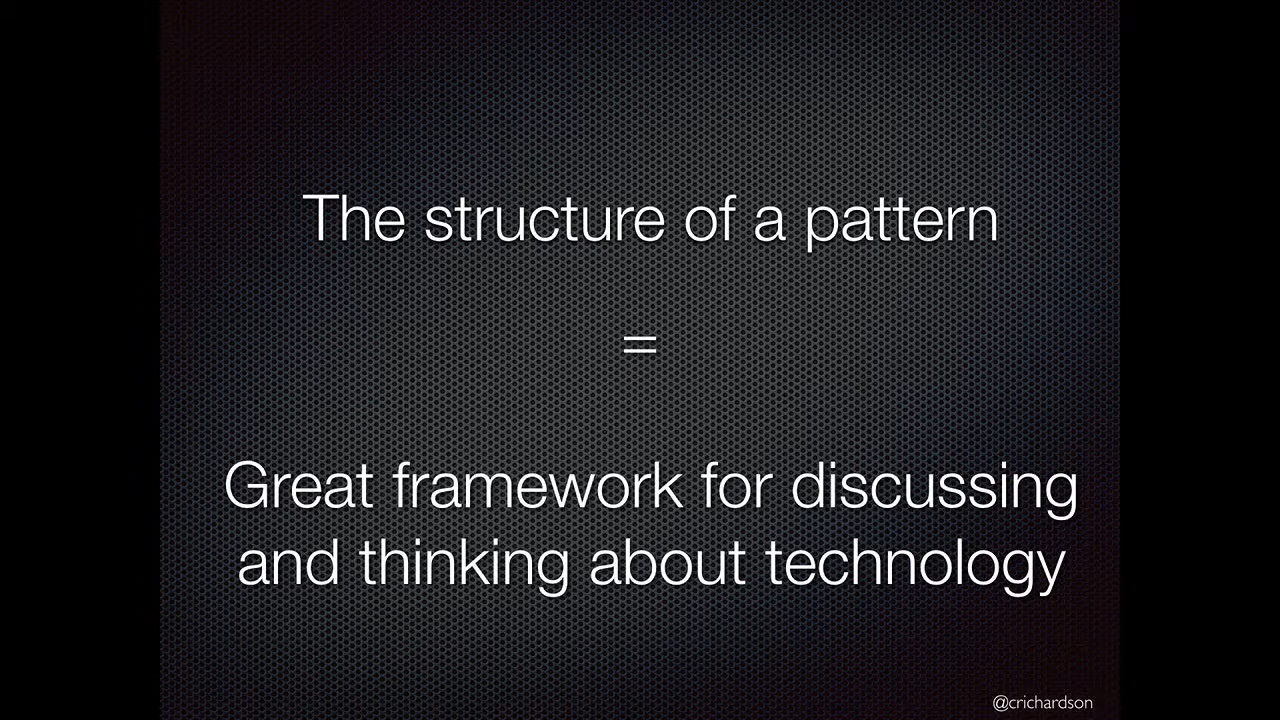 The structure of a pattern
=
Great framework for discussing
and thinking about technology
@crichardson